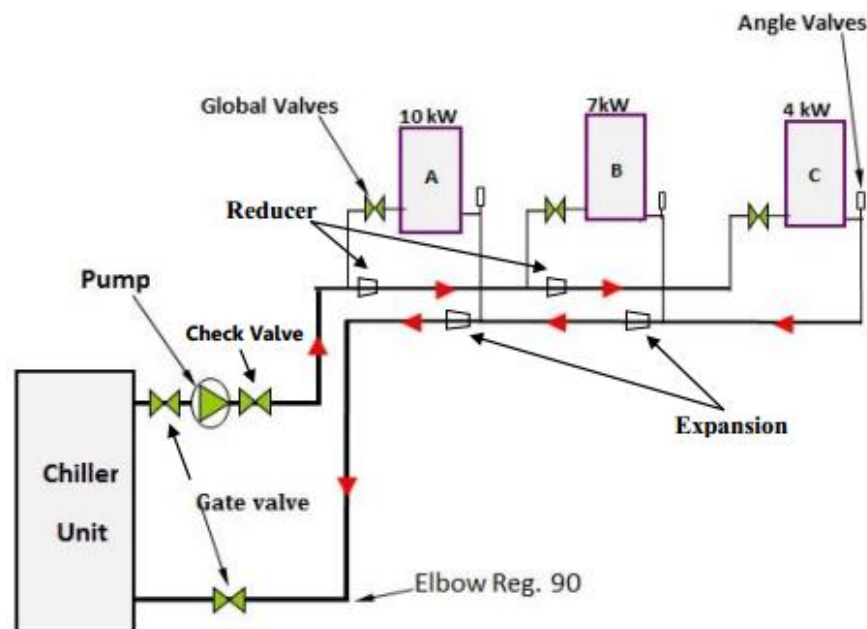 Angle Valves
Global Valves
10 kW
7kW
4 kW
A
B
C
Reducer
Pump
Check Valve
Expansion
Chiller
Unit
Gate valve
Elbow Reg. 90